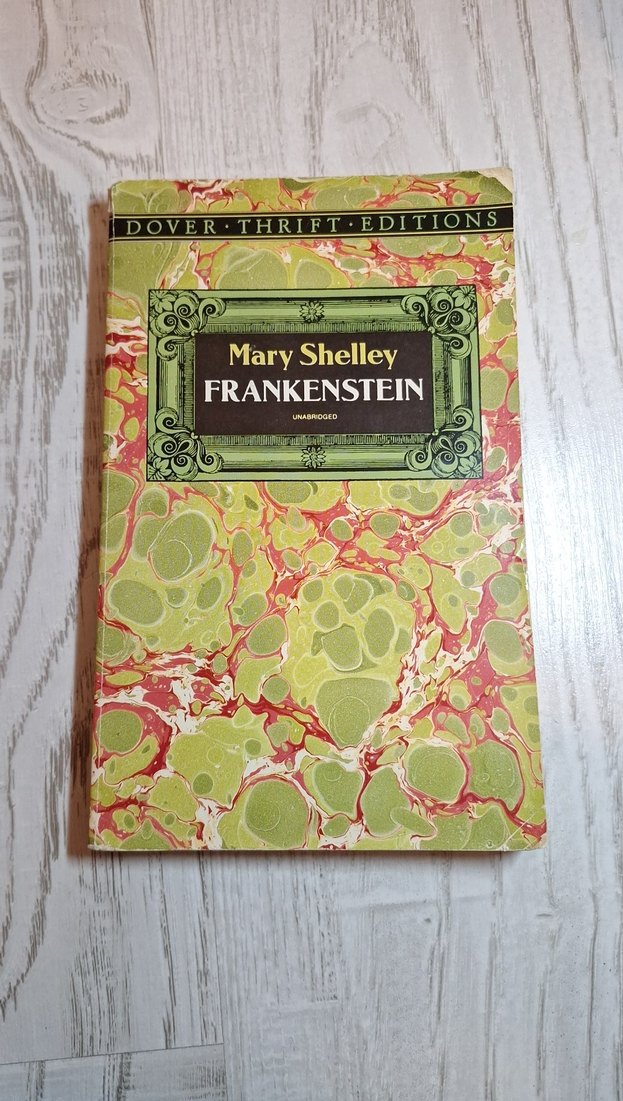 DOVER · THRIFT · EDITIONS
Mary Shelley
FRANKENSTEIN
UNABRIDGED